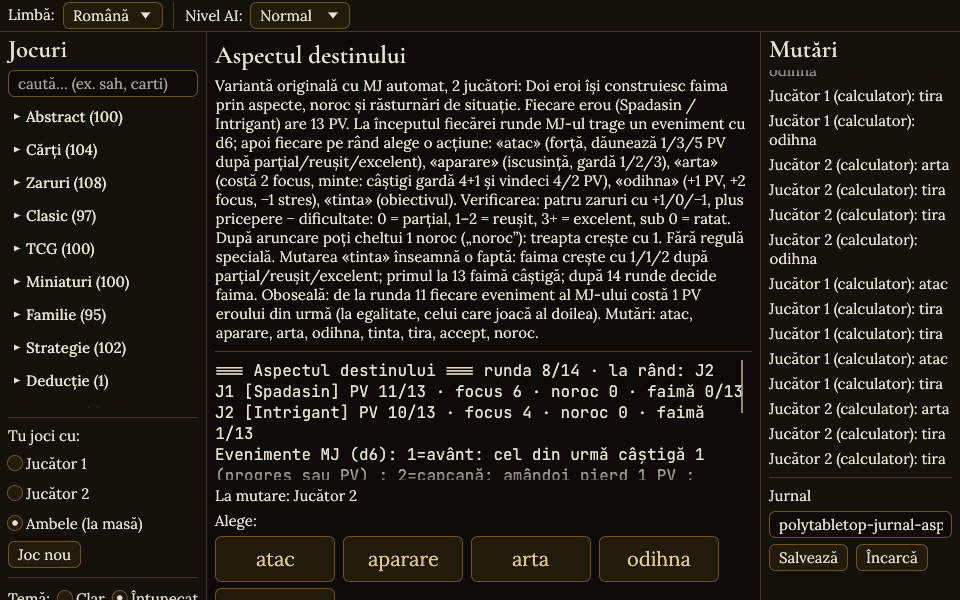 Limbă:
Română ▼
Nivel AI:
Normal ▼
Jocuri
caută... (ex. sah, carti)
▸ Abstract (100)
▸ Cărți (104)
▸ Zaruri (108)
▸ Clasic (97)
▸ TCG (100)
▸ Miniaturi (100)
▸ Familie (95)
▸ Strategie (102)
▸ Deducție (1)
Tu joci cu:
Jucător 1
Jucător 2
Ambele (la masă)
Joc nou
Temă: Clar Întunecat
Aspectul destinului
Variantă originală cu MJ automat, 2 jucători: Doi eroi își construiesc faima
prin aspecte, noroc și răsturnări de situație. Fiecare erou (Spadasin /
Intrigant) are 13 PV. La începutul fiecărei runde MJ-ul trage un eveniment cu
d6; apoi fiecare pe rând alege o acțiune: «atac» (forță, dăunează 1/3/5 PV
după parțial/reușit/excelent), «aparare» (iscusință, gardă 1/2/3), «arta»
(costă 2 focus, minte: câștigi gardă 4+1 și vindeci 4/2 PV), «odihna» (+1 PV, +2
focus, −1 stres), «tinta» (obiectivul). Verificarea: patru zaruri cu +1/0/−1, plus
pricepere − dificultate: 0 = parțial, 1–2 = reușit, 3+ = excelent, sub 0 = ratat.
După aruncare poți cheltui 1 noroc („noroc”): treapta crește cu 1. Fără regulă
specială. Mutarea «tinta» înseamnă o faptă: faima crește cu 1/1/2 după
parțial/reușit/excelent; primul la 13 faimă câștigă; după 14 runde decide
faima. Oboseală: de la runda 11 fiecare eveniment al MJ-ului costă 1 PV
eroului din urmă (la egalitate, celui care joacă al doilea). Mutări: atac,
aparare, arta, odihna, tinta, tira, accept, noroc.
═══ Aspectul destinului ═══ runda 8/14 · la rând: J2
J1 [Spadasin] PV 11/13 · focus 6 · noroc 0 · faimă 0/13
J2 [Intrigant] PV 10/13 · focus 4 · noroc 0 · faimă
1/13
Evenimente MJ (d6): 1=avânt: cel din urmă câștigă 1
(progres sau PV) ; 2=capcană: amândoi pierd 1 PV ;
La mutare: Jucător 2
Alege:
atac
aparare
arta
odihna
Mutări
odihna
Jucător 1 (calculator): tira
Jucător 1 (calculator):
odihna
Jucător 2 (calculator): arta
Jucător 2 (calculator): tira
Jucător 2 (calculator): tira
Jucător 2 (calculator):
odihna
Jucător 1 (calculator): atac
Jucător 1 (calculator): tira
Jucător 1 (calculator): tira
Jucător 1 (calculator): atac
Jucător 1 (calculator): tira
Jucător 2 (calculator): arta
Jucător 2 (calculator): tira
Jucător 2 (calculator): tira
Jurnal
polytabletop-jurnal-asp
Salvează
Încarcă